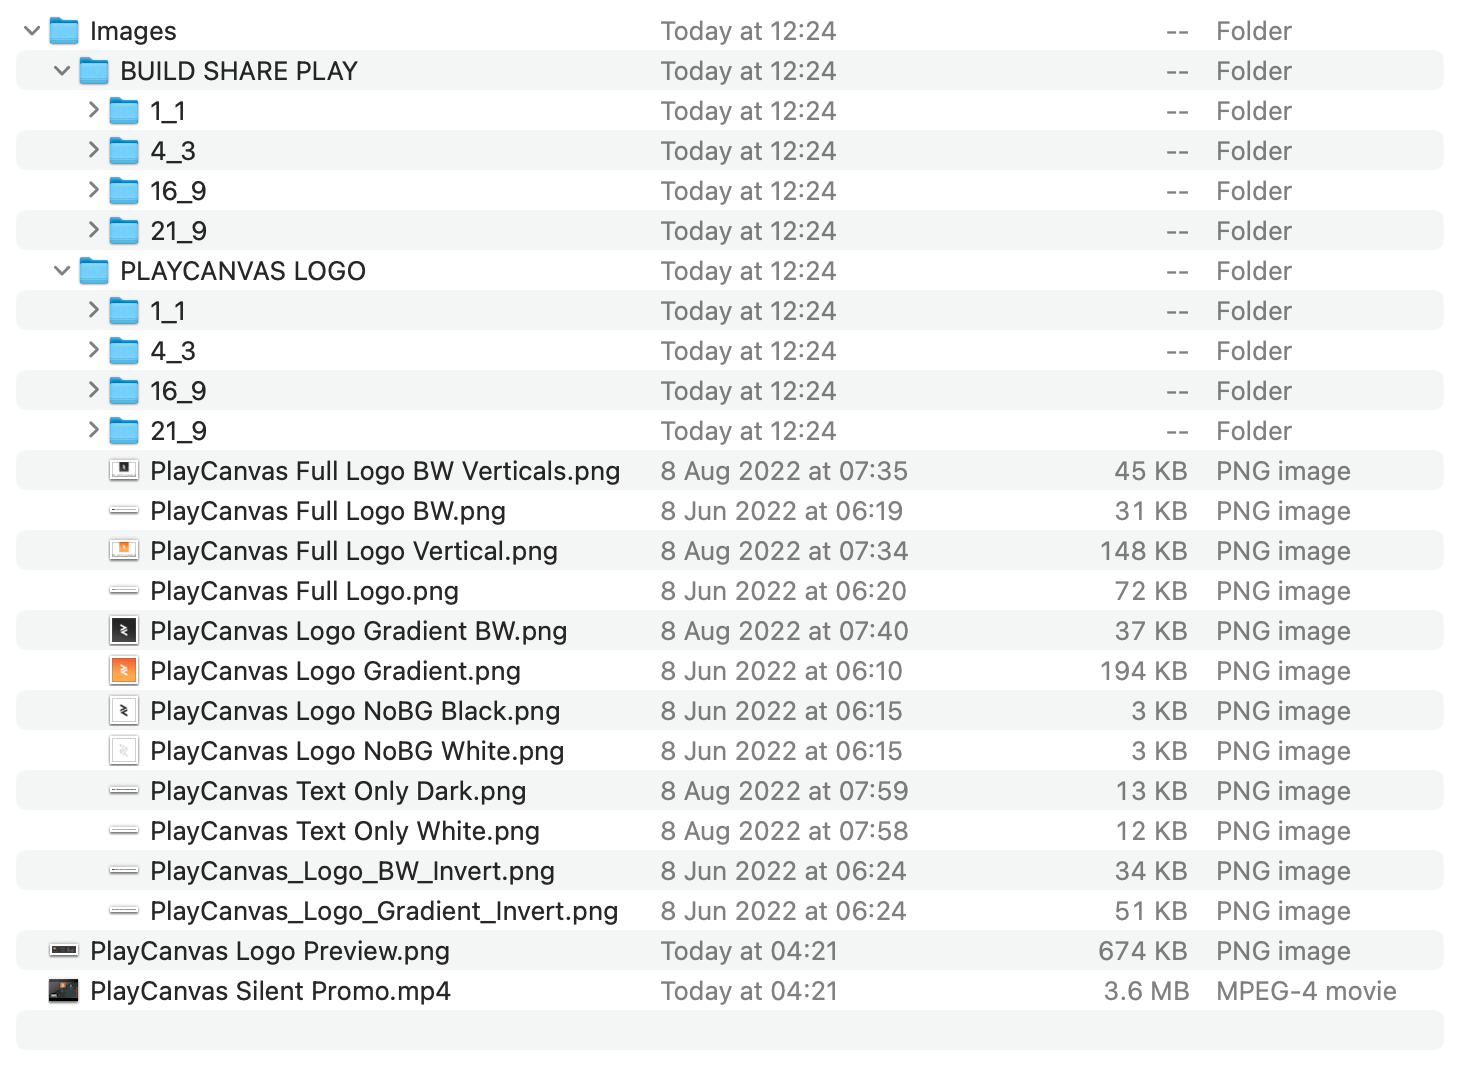 Images Today at 12:24 -- Folder
BUILD SHARE PLAY Today at 12:24 -- Folder
1_1 Today at 12:24 -- Folder
4_3 Today at 12:24 -- Folder
16_9 Today at 12:24 -- Folder
21_9 Today at 12:24 -- Folder
PLAYCANVAS LOGO Today at 12:24 -- Folder
1_1 Today at 12:24 -- Folder
4_3 Today at 12:24 -- Folder
16_9 Today at 12:24 -- Folder
21_9 Today at 12:24 -- Folder
PlayCanvas Full Logo BW Verticals.png 8 Aug 2022 at 07:35 45 KB PNG image
PlayCanvas Full Logo BW.png 8 Jun 2022 at 06:19 31 KB PNG image
PlayCanvas Full Logo Vertical.png 8 Aug 2022 at 07:34 148 KB PNG image
PlayCanvas Full Logo.png 8 Jun 2022 at 06:20 72 KB PNG image
PlayCanvas Logo Gradient BW.png 8 Aug 2022 at 07:40 37 KB PNG image
PlayCanvas Logo Gradient.png 8 Jun 2022 at 06:10 194 KB PNG image
PlayCanvas Logo NoBG Black.png 8 Jun 2022 at 06:15 3 KB PNG image
PlayCanvas Logo NoBG White.png 8 Jun 2022 at 06:15 3 KB PNG image
PlayCanvas Text Only Dark.png 8 Aug 2022 at 07:59 13 KB PNG image
PlayCanvas Text Only White.png 8 Aug 2022 at 07:58 12 KB PNG image
PlayCanvas_Logo_BW_Invert.png 8 Jun 2022 at 06:24 34 KB PNG image
PlayCanvas_Logo_Gradient_Invert.png 8 Jun 2022 at 06:24 51 KB PNG image
PlayCanvas Logo Preview.png Today at 04:21 674 KB PNG image
PlayCanvas Silent Promo.mp4 Today at 04:21 3.6 MB MPEG-4 movie